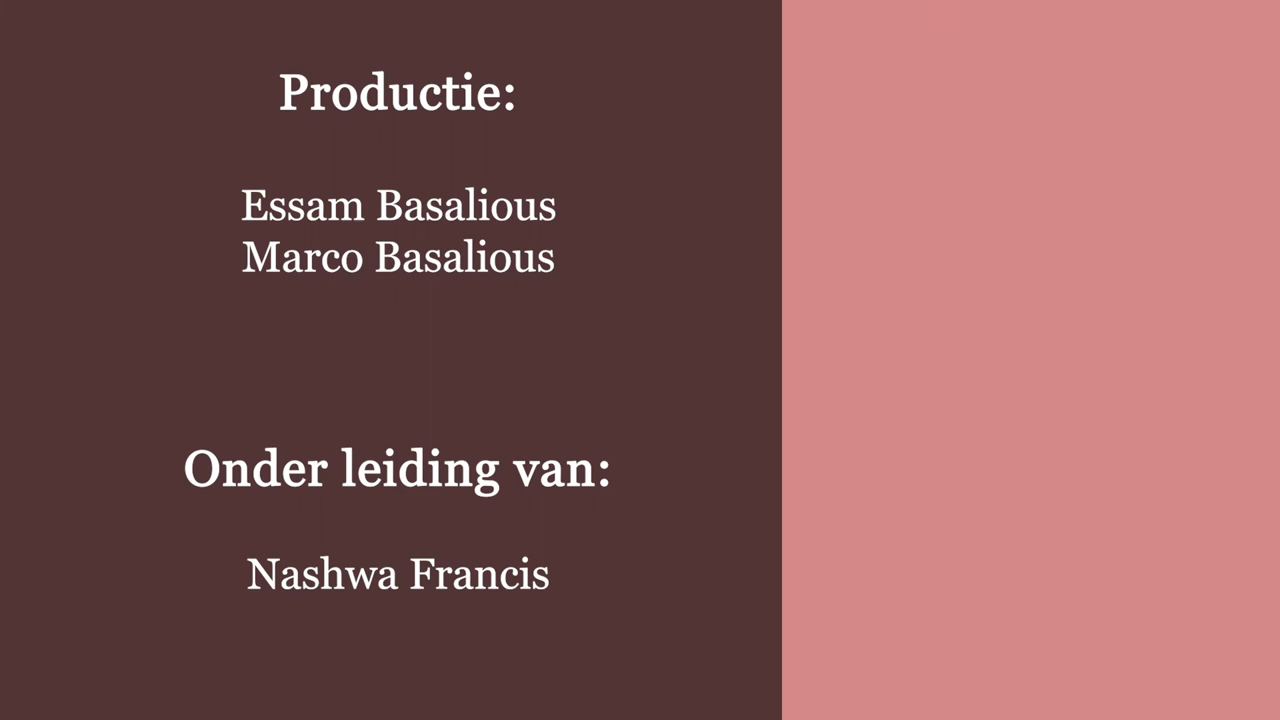 Productie:
Essam Basalious
Marco Basalious
Onder leiding van:
Nashwa Francis